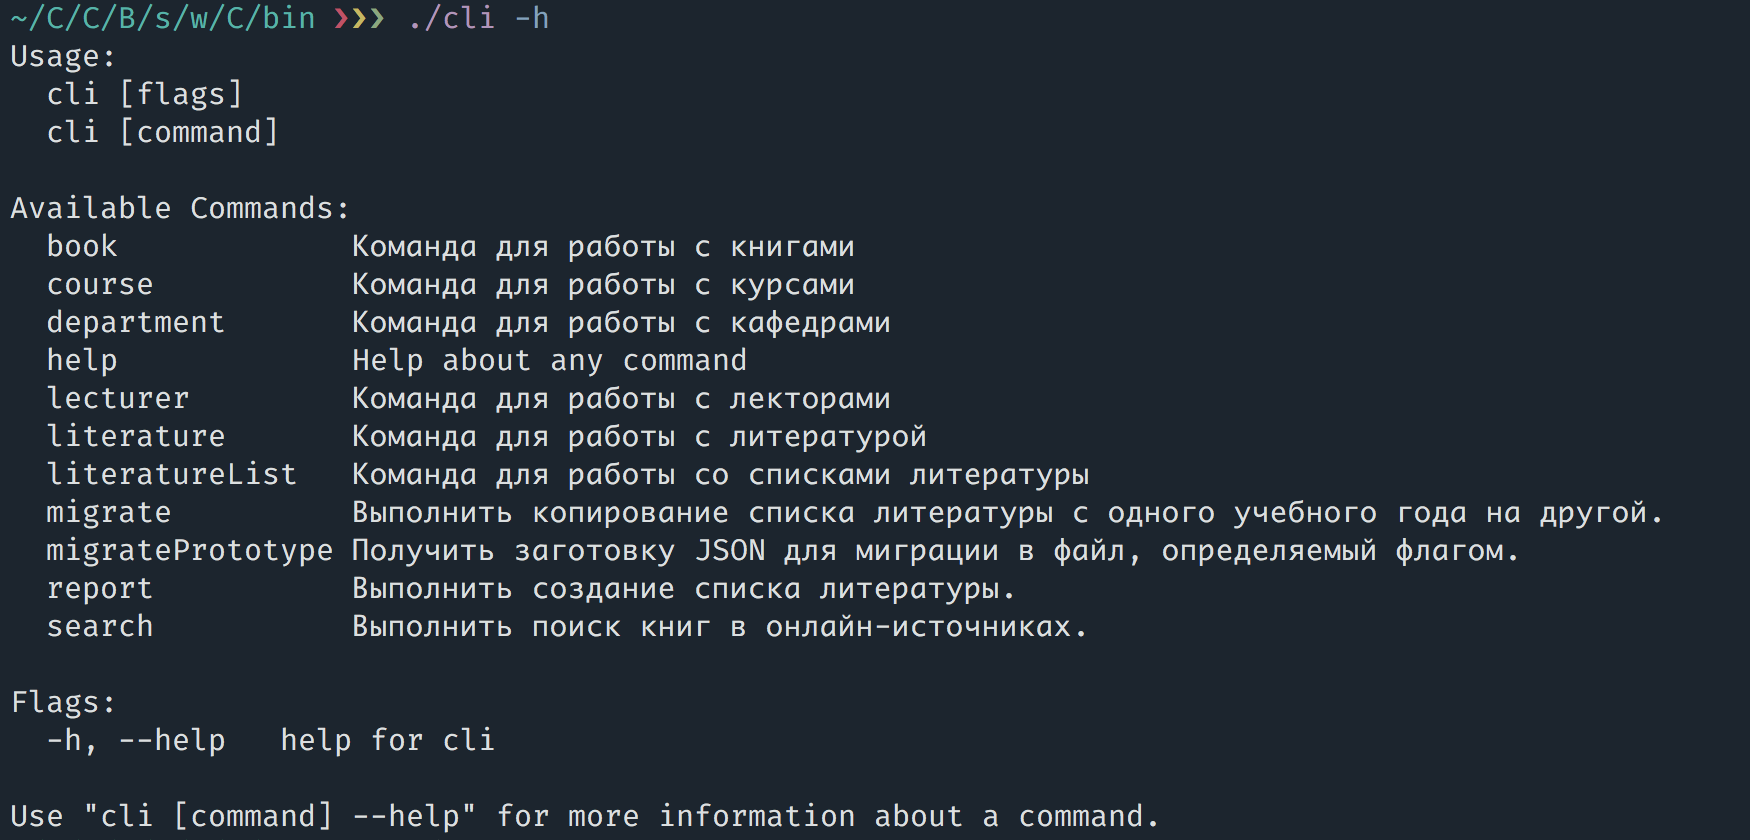 ~/C/C/B/s/w/C/bin ❯❯❯ ./cli -h
Usage:
  cli [flags]
  cli [command]

Available Commands:
  book             Команда для работы с книгами
  course           Команда для работы с курсами
  department       Команда для работы с кафедрами
  help             Help about any command
  lecturer         Команда для работы с лекторами
  literature       Команда для работы с литературой
  literatureList   Команда для работы со списками литературы
  migrate          Выполнить копирование списка литературы с одного учебного года на другой.
  migratePrototype Получить заготовку JSON для миграции в файл, определяемый флагом.
  report           Выполнить создание списка литературы.
  search           Выполнить поиск книг в онлайн-источниках.

Flags:
  -h, --help   help for cli

Use "cli [command] --help" for more information about a command.